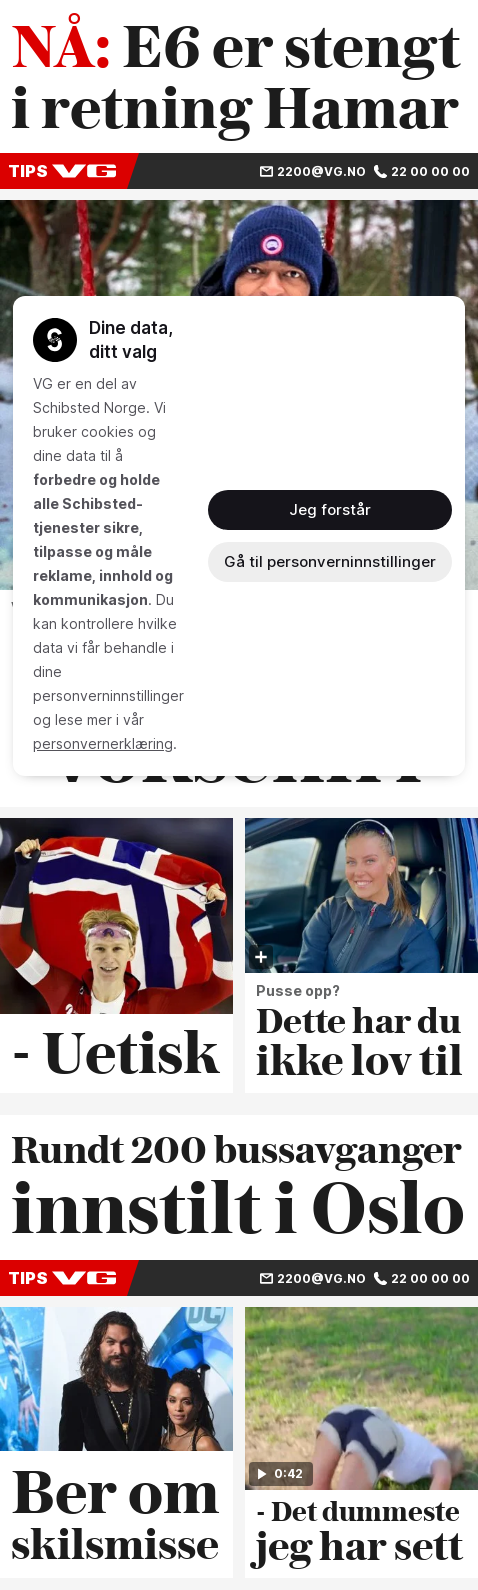 NÅ: E6 er stengt
i retning Hamar
TIPS VG
2200@VG.NO 22 00 00 00
Dine data,
ditt valg
VG er en del av
Schibsted Norge. Vi
bruker cookies og
dine data til å
forbedre og holde
alle Schibsted-
tjenester sikre,
tilpasse og måle
reklame, innhold og
kommunikasjon. Du
kan kontrollere hvilke
data vi får behandle i
dine
personverninnstillinger
og lese mer i vår
personvernerklæring.
Jeg forstår
Gå til personverninnstillinger
- Uetisk
Pusse opp?
Dette har du
ikke lov til
Rundt 200 bussavganger
innstilt i Oslo
TIPS VG
2200@VG.NO 22 00 00 00
DC
Ber om
skilsmisse
0:42
- Det dummeste
jeg har sett